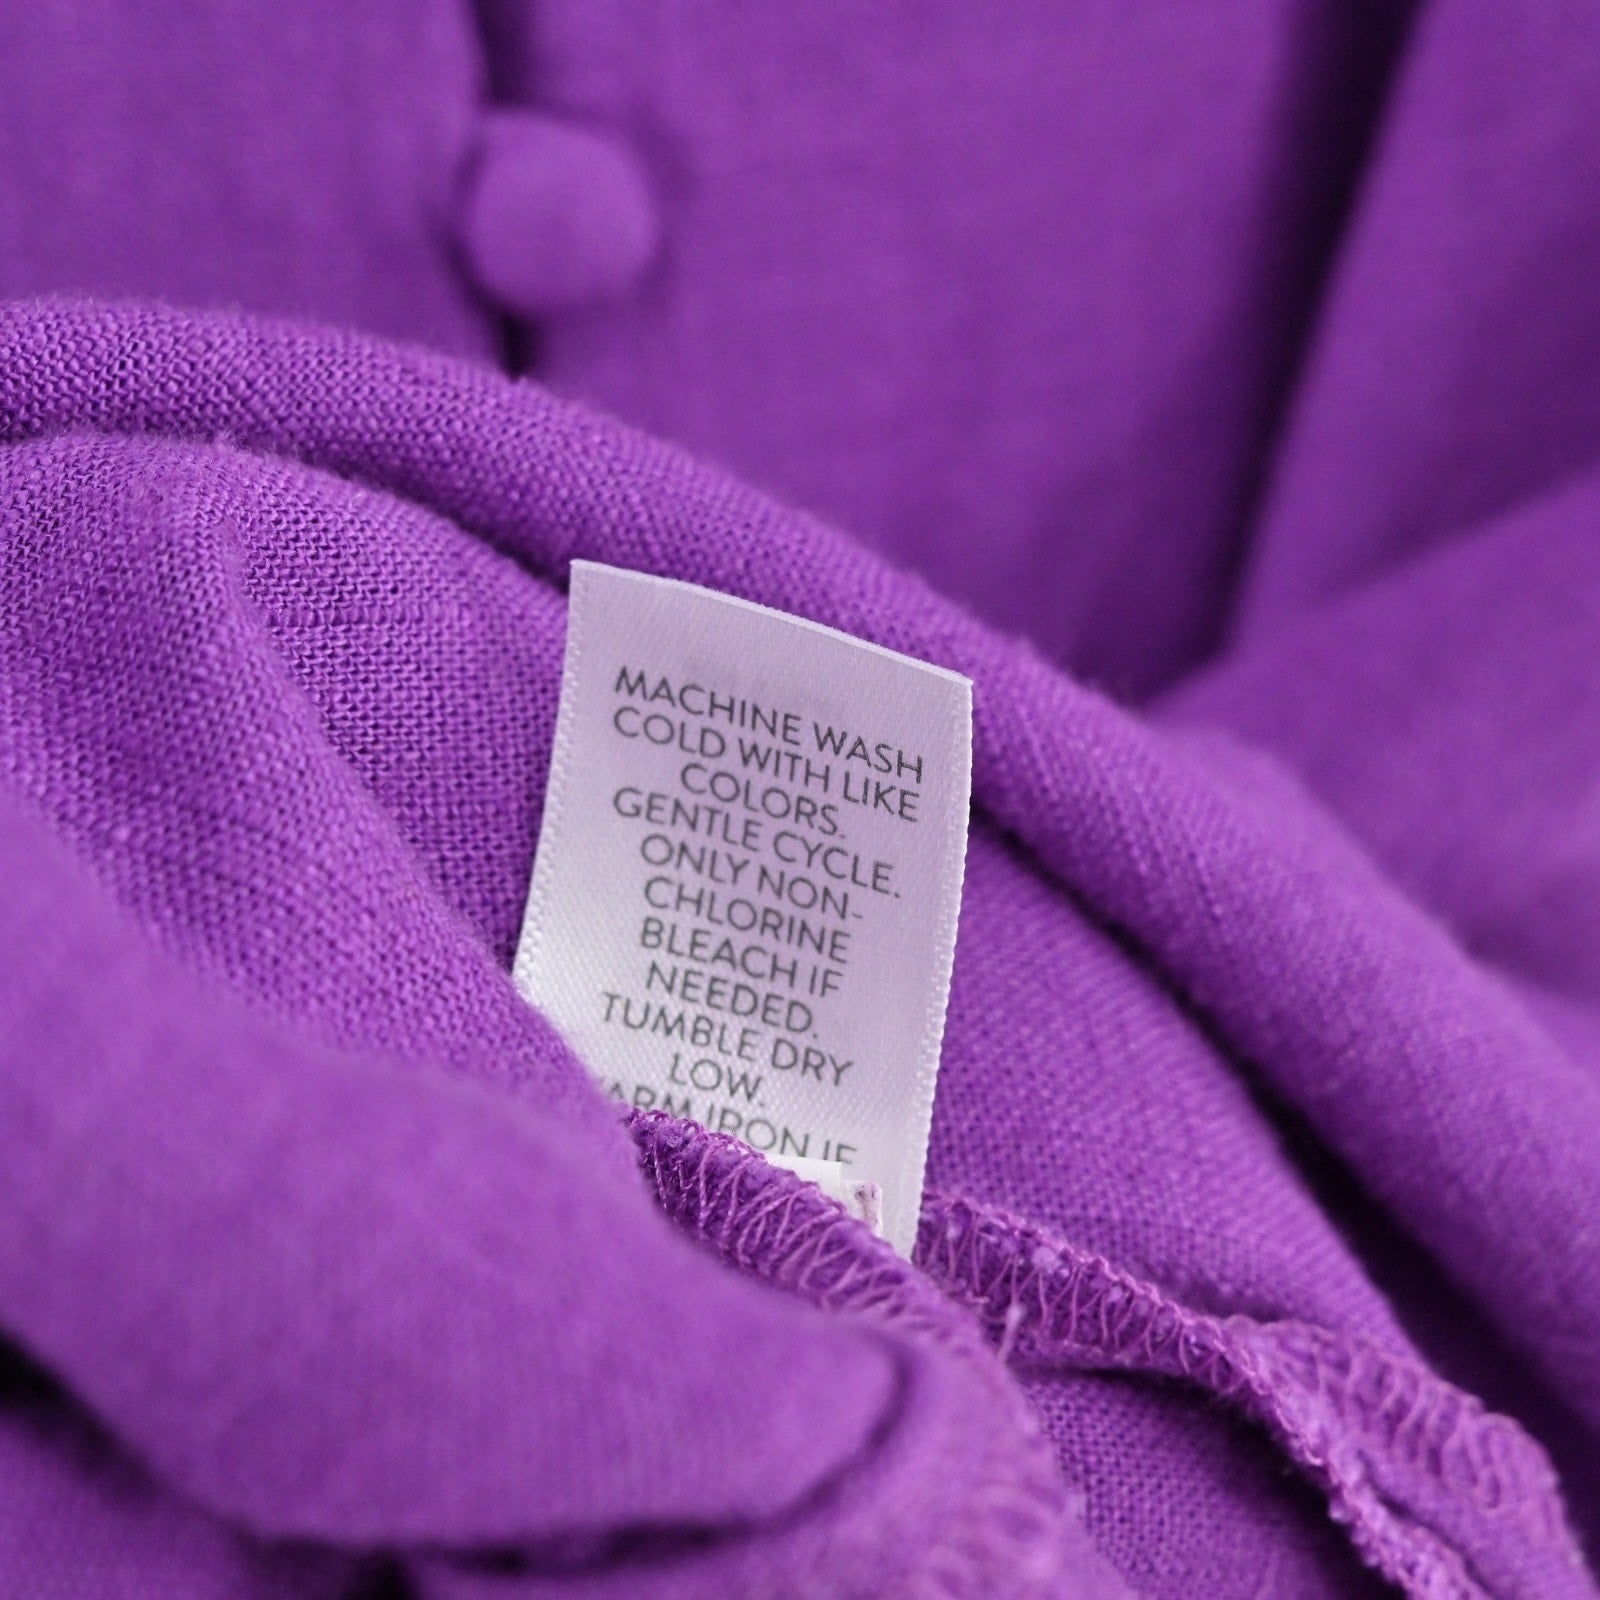 MACHINE WASH
COLD WITH LIKE
COLORS.
GENTLE CYCLE.
ONLY NON-
CHLORINE
BLEACH IF
NEEDED.
TUMBLE DRY
LOW.
IRON IF